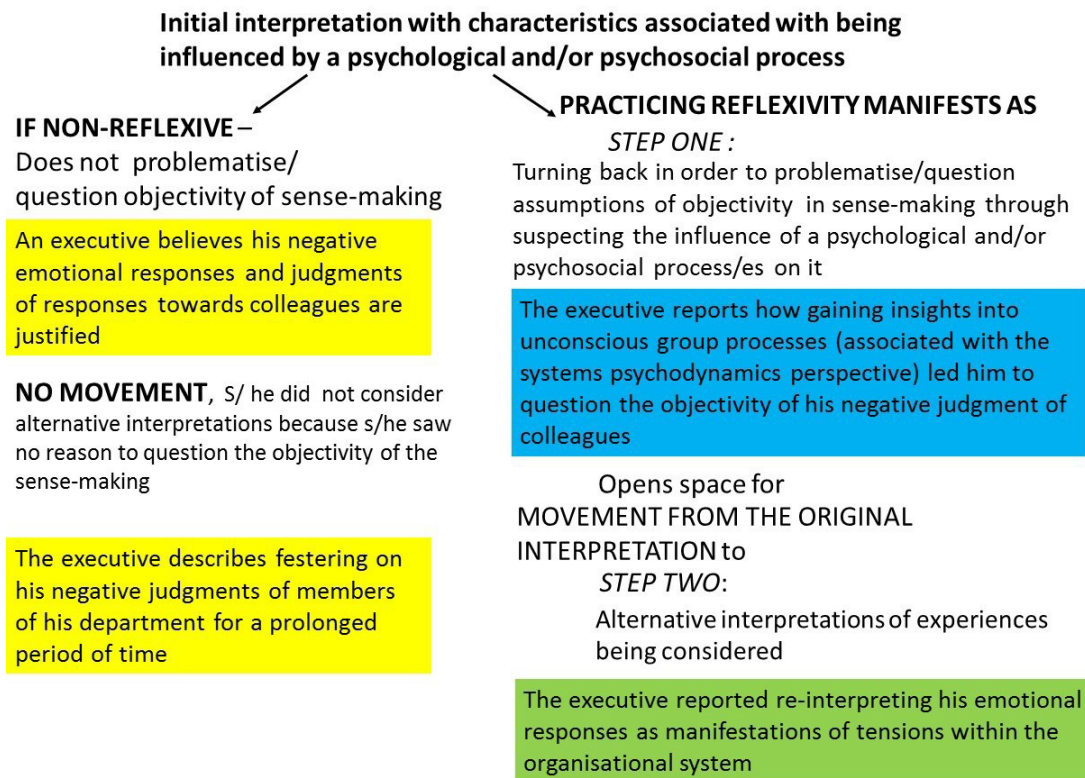 Initial interpretation with characteristics associated with being
influenced by a psychological and/or psychosocial process
IF NON-REFLEXIVE –
Does not problematise/
question objectivity of sense-making
An executive believes his negative
emotional responses and judgments
of responses towards colleagues are
justified
NO MOVEMENT, S/ he did not consider
alternative interpretations because s/he saw
no reason to question the objectivity of the
sense-making
The executive describes festering on
his negative judgments of members
of his department for a prolonged
period of time
PRACTICING REFLEXIVITY MANIFESTS AS
STEP ONE :
Turning back in order to problematise/question
assumptions of objectivity in sense-making through
suspecting the influence of a psychological and/or
psychosocial process/es on it
The executive reports how gaining insights into
unconscious group processes (associated with the
systems psychodynamics perspective) led him to
question the objectivity of his negative judgment of
colleagues
Opens space for
MOVEMENT FROM THE ORIGINAL
INTERPRETATION to
STEP TWO:
Alternative interpretations of experiences
being considered
The executive reported re-interpreting his emotional
responses as manifestations of tensions within the
organisational system